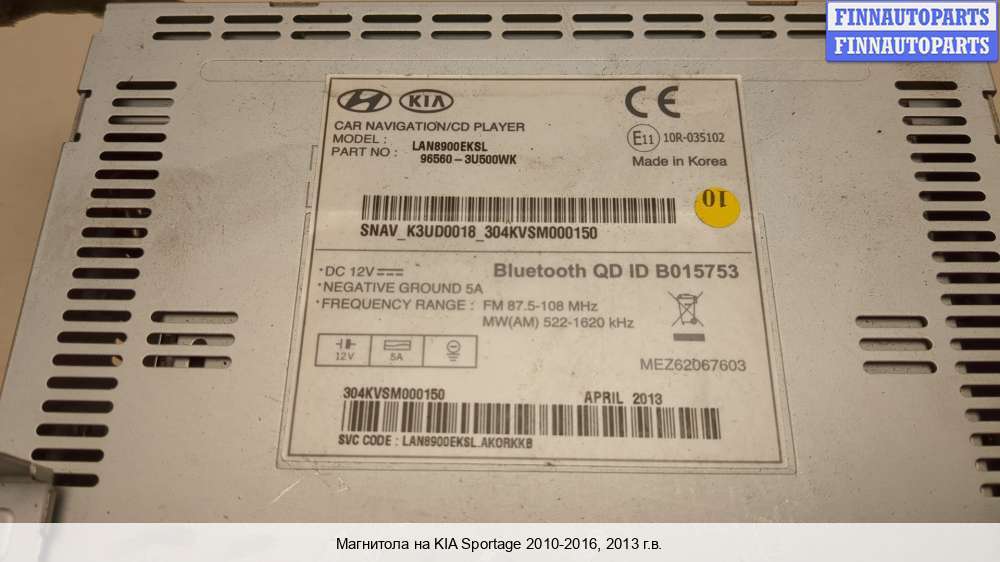 FINNAUTOPARTS
FINNAUTOPARTS
HYUNDAI KIA
CAR NAVIGATION/CD PLAYER
MODEL : LAN8900EKSL
PART NO : 96560-3U500WK
CE
E11 10R-035102
Made in Korea
10
SNAV_K3UD0018_304KVSM000150
*DC 12V
*NEGATIVE GROUND 5A
*FREQUENCY RANGE : FM 87.5-108 MHz
MW(AM) 522-1620 kHz
Bluetooth QD ID B015753
12V 5A
MEZ62067603
304KVSM000150 APRIL 2013
SVC CODE : LAN8900EKSL.AKORKKB
Магнитола на KIA Sportage 2010-2016, 2013 г.в.